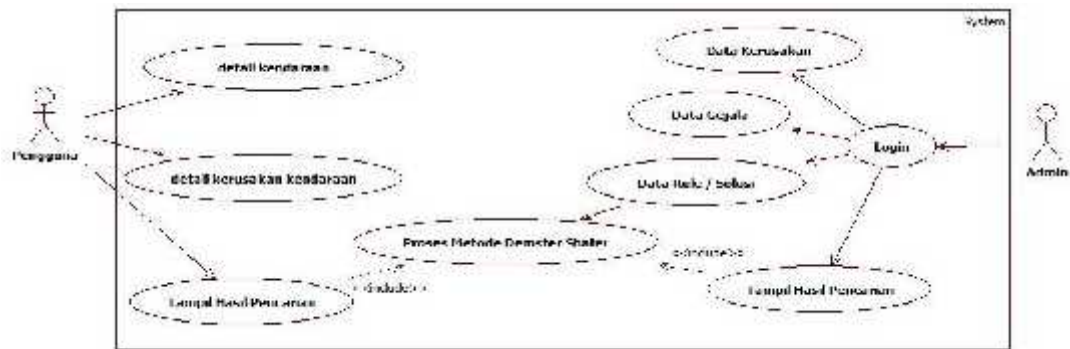 System
Data Kerusakan
detail kendaraan
Data Gejala
Login
Pengguna
Admin
detail kerusakan kendaraan
Data Rule / Solusi
Proses Metode Demster Shafer
<<include>>
<<include>>
Tampil Hasil Pencarian
Tampil Hasil Pencarian